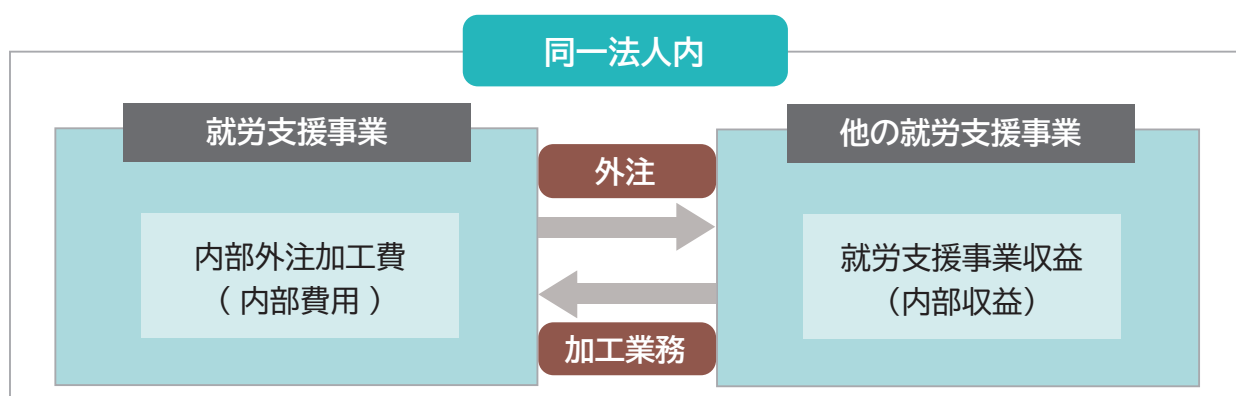 同一法人内
就労支援事業
他の就労支援事業
外注
内部外注加工費
（ 内部費用 ）
就労支援事業収益
（内部収益）
加工業務